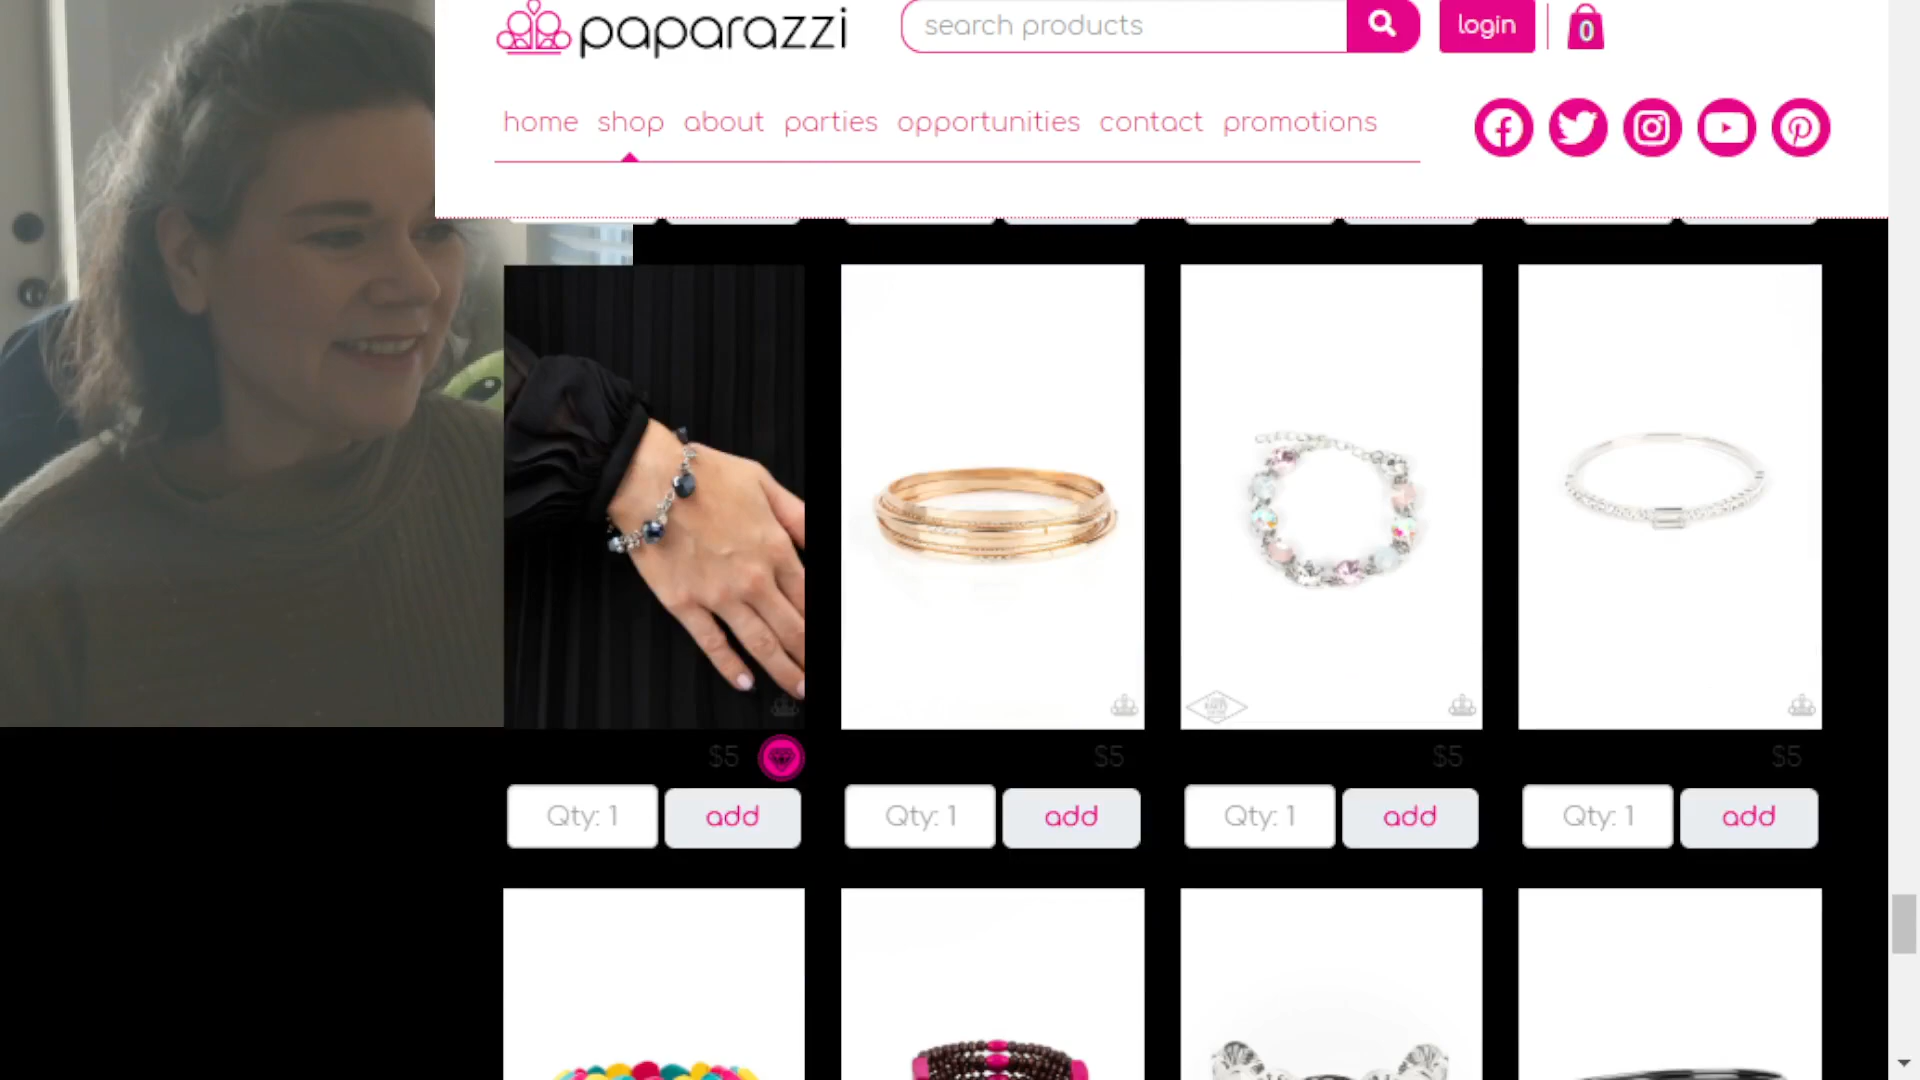 paparazzi
search products
login
0
home shop about parties opportunities contact promotions
$5
$5
$5
$5
Qty: 1 add
Qty: 1 add
Qty: 1 add
Qty: 1 add